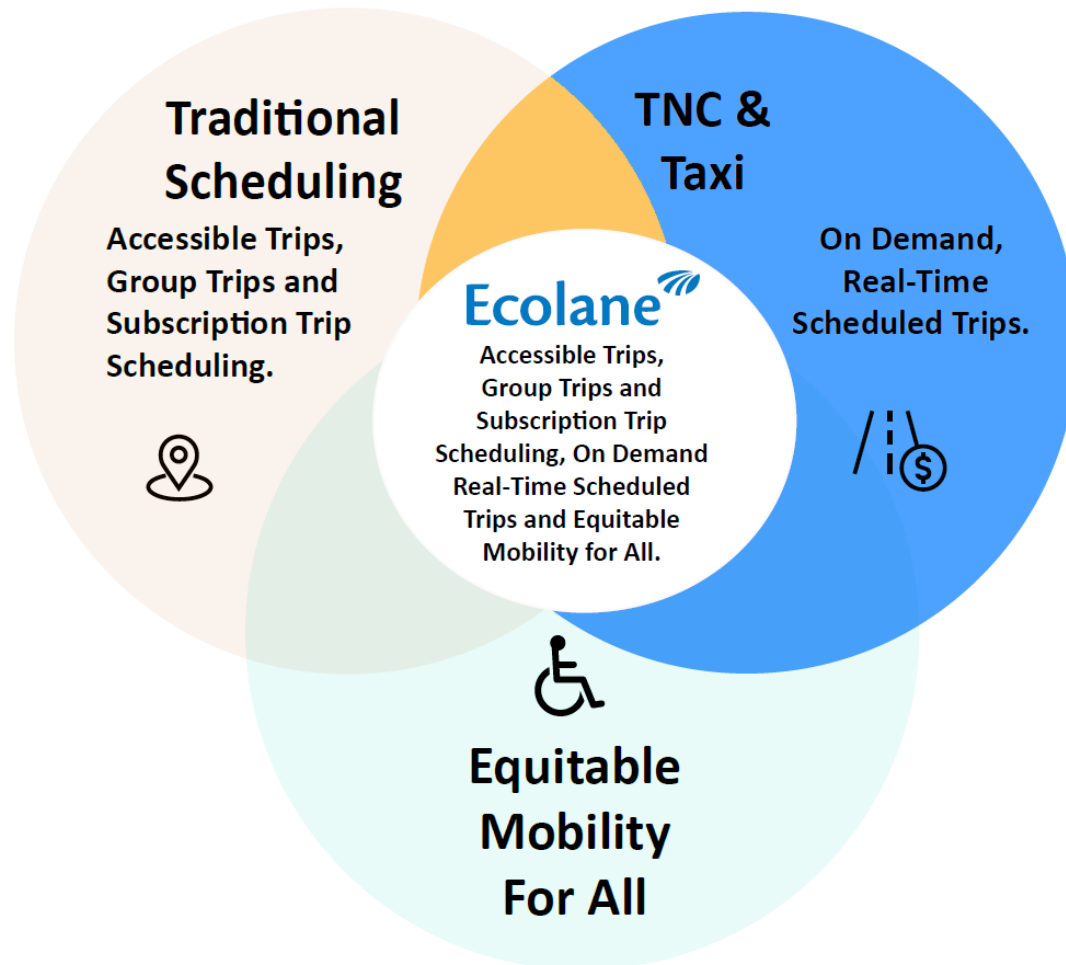 Traditional
Scheduling
Accessible Trips,
Group Trips and
Subscription Trip
Scheduling.
TNC &
Taxi
On Demand,
Real-Time
Scheduled Trips.
$
Ecolane
Accessible Trips,
Group Trips and
Subscription Trip
Scheduling, On Demand
Real-Time Scheduled
Trips and Equitable
Mobility for All.
Equitable
Mobility
For All